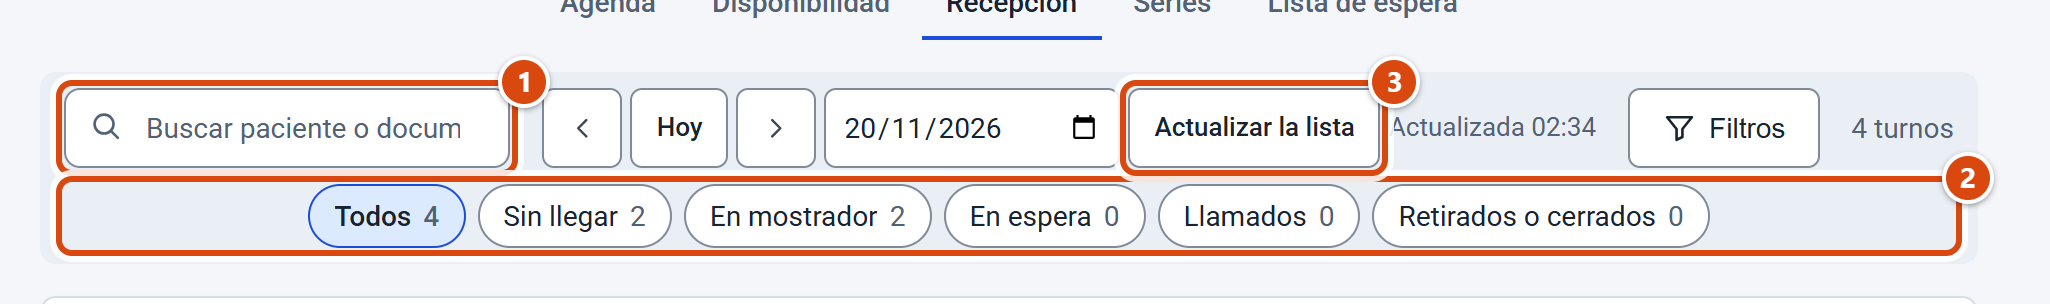 Agenda Disponibilidad Recepción Series Lista de espera
1 3
Buscar paciente o docum Hoy 20/11/2026 Actualizar la lista Actualizada 02:34 Filtros 4 turnos
2
Todos 4 Sin llegar 2 En mostrador 2 En espera 0 Llamados 0 Retirados o cerrados 0